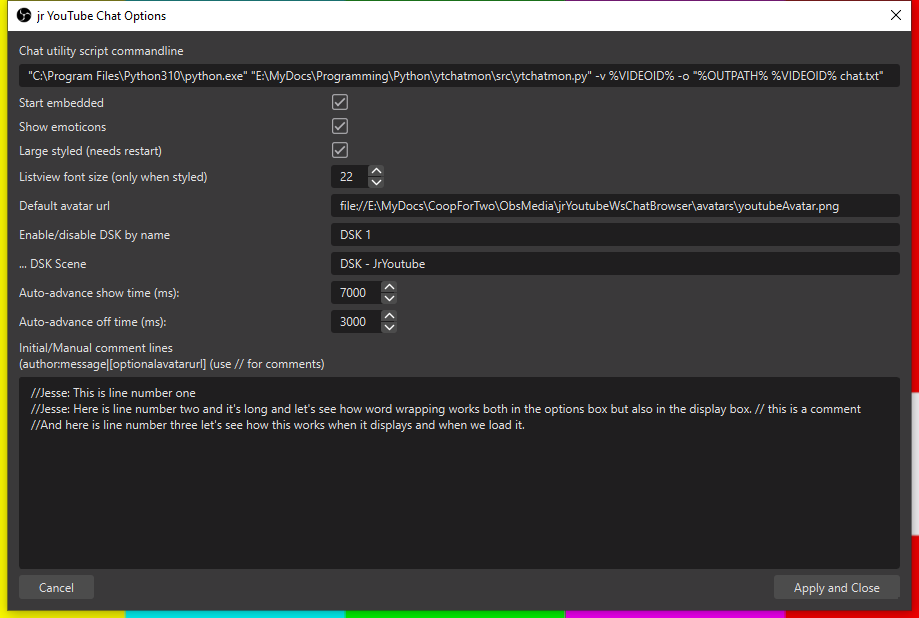 jr YouTube Chat Options
Chat utility script commandline
"C:\Program Files\Python310\python.exe" "E:\MyDocs\Programming\Python\ytchatmon\src\ytchatmon.py" -v %VIDEOID% -o "%OUTPATH% %VIDEOID% chat.txt"
Start embedded
Show emoticons
Large styled (needs restart)
Listview font size (only when styled) 22
Default avatar url file://E:\MyDocs\CoopForTwo\ObsMedia\jrYoutubeWsChatBrowser\avatars\youtubeAvatar.png
Enable/disable DSK by name DSK 1
... DSK Scene DSK - JrYoutube
Auto-advance show time (ms): 7000
Auto-advance off time (ms): 3000
Initial/Manual comment lines
(author:message|[optionalavatarurl] (use // for comments)
//Jesse: This is line number one
//Jesse: Here is line number two and it's long and let's see how word wrapping works both in the options box but also in the display box. // this is a comment
//And here is line number three let's see how this works when it displays and when we load it.
Cancel Apply and Close